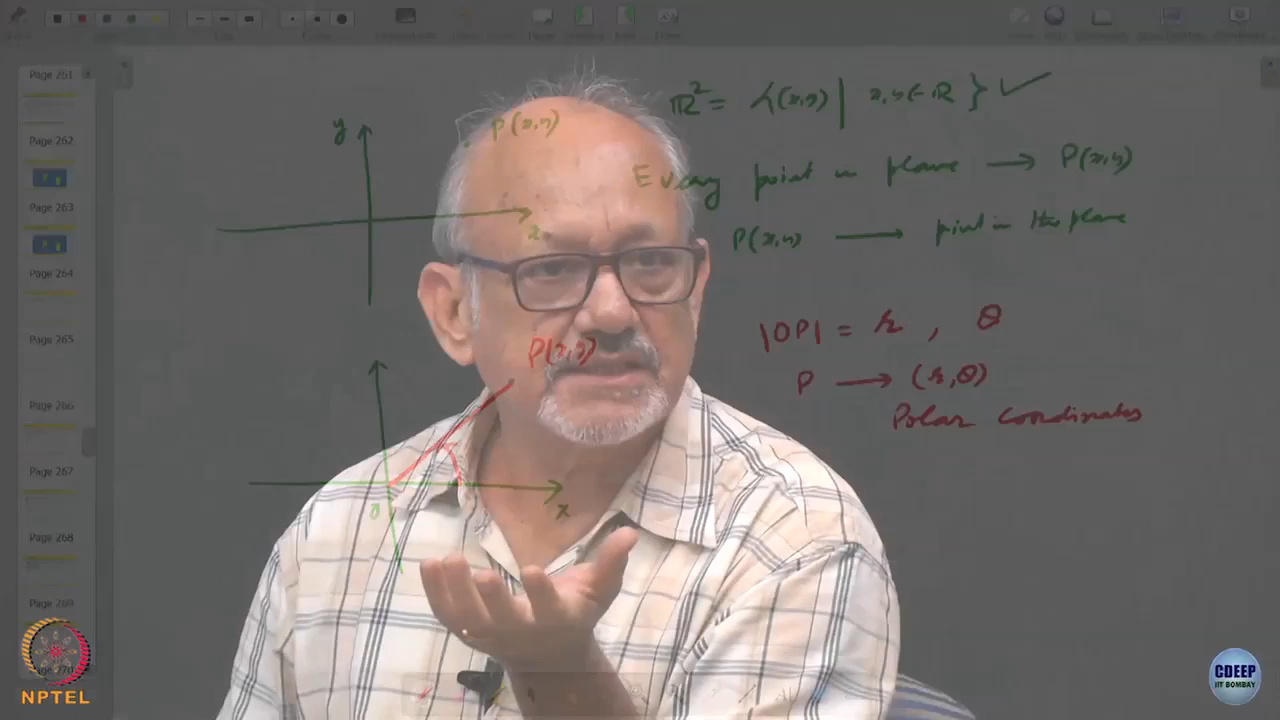 Page 261
Page 262
Page 263
Page 264
Page 265
Page 266
Page 267
Page 268
Page 269
y
P(x,y)
x
ℝ² = {(x,y) | x,y ∈ ℝ } ✓
Every point in plane → P(x,y)
P(x,y) → point in the plane
P(x,y)
0
x
|OP| = r , θ
P → (r,θ)
Polar coordinates
NPTEL
CDEEP
IIT BOMBAY